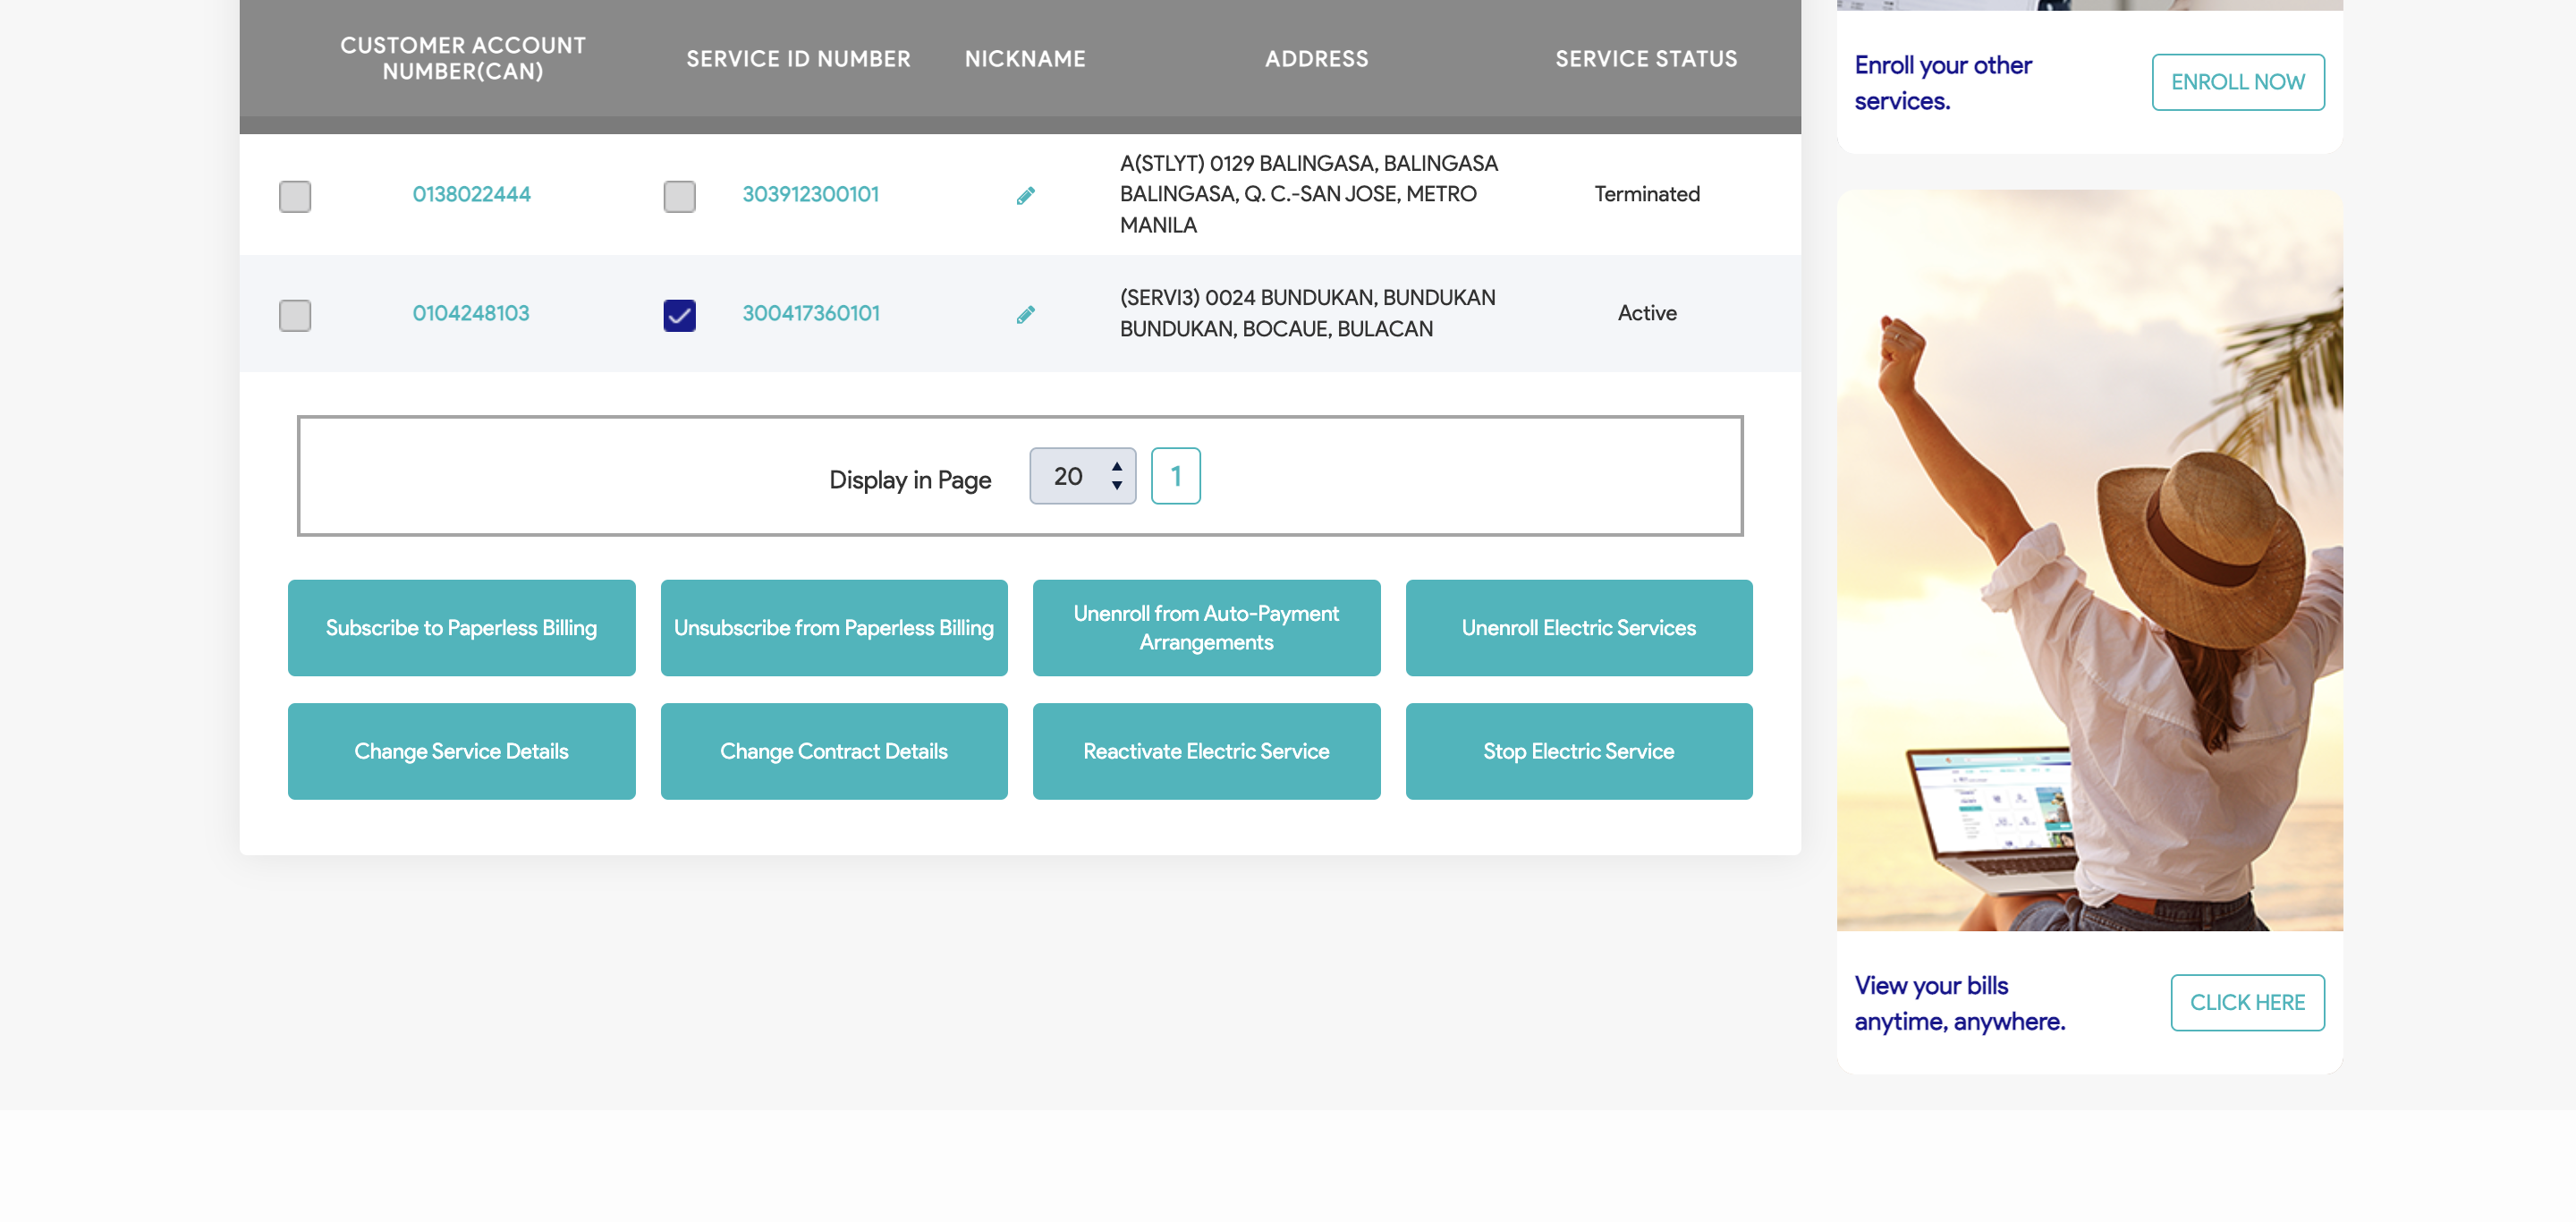 CUSTOMER ACCOUNT
NUMBER(CAN)
SERVICE ID NUMBER
NICKNAME
ADDRESS
SERVICE STATUS
0138022444
303912300101
A(STLYT) 0129 BALINGASA, BALINGASA
BALINGASA, Q. C.-SAN JOSE, METRO
MANILA
Terminated
0104248103
300417360101
(SERVI3) 0024 BUNDUKAN, BUNDUKAN
BUNDUKAN, BOCAUE, BULACAN
Active
Display in Page
20
1
Subscribe to Paperless Billing
Unsubscribe from Paperless Billing
Unenroll from Auto-Payment
Arrangements
Unenroll Electric Services
Change Service Details
Change Contract Details
Reactivate Electric Service
Stop Electric Service
Enroll your other
services.
ENROLL NOW
View your bills
anytime, anywhere.
CLICK HERE